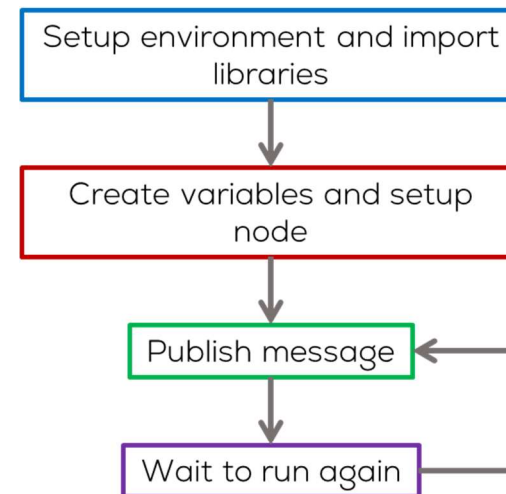 Setup environment and import
libraries
Create variables and setup
node
Publish message
Wait to run again